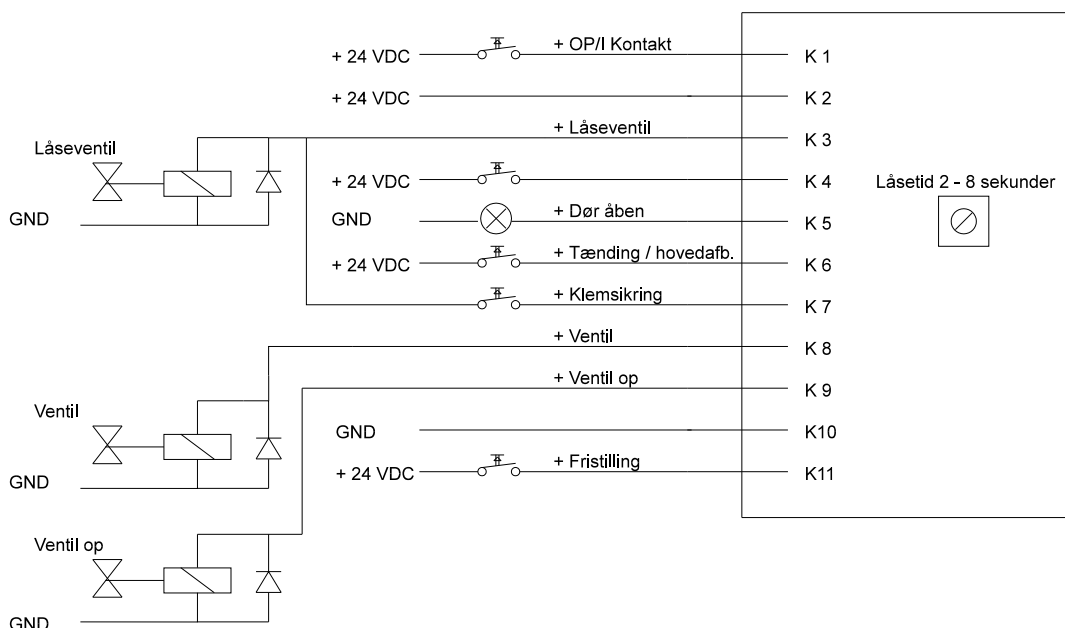 + 24 VDC + OP/I Kontakt K 1
+ 24 VDC K 2
+ Låseventil K 3
Låseventil
+ 24 VDC K 4
Låsetid 2 - 8 sekunder
GND GND + Dør åben K 5
+ 24 VDC + Tænding / hovedafb. K 6
+ Klemsikring K 7
+ Ventil K 8
+ Ventil op K 9
Ventil
GND K10
+ 24 VDC + Fristilling K11
GND
Ventil op
GND